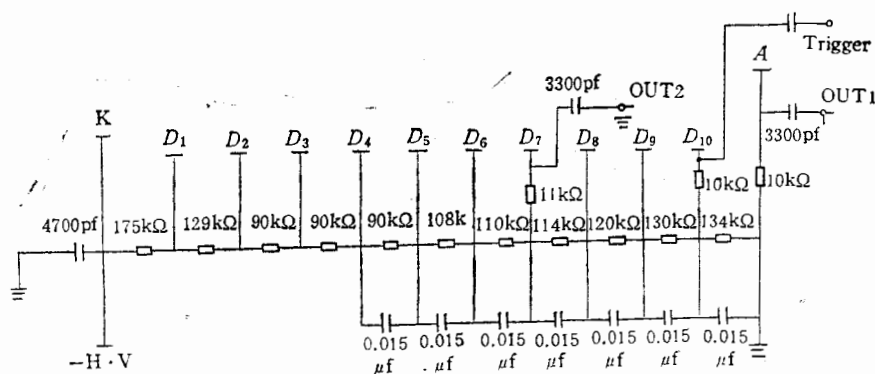 Trigger
A
3300pf
OUT2
OUT1
3300pf
K
D₁ D₂ D₃ D₄ D₅ D₆ D₇ D₈ D₉ D₁₀
11kΩ 10kΩ 10kΩ
4700pf 175kΩ 129kΩ 90kΩ 90kΩ 90kΩ 108k 110kΩ 114kΩ 120kΩ 130kΩ 134kΩ
-H·V
0.015 0.015 0.015 0.015 0.015 0.015 0.015
μf μf μf μf μf μf μf